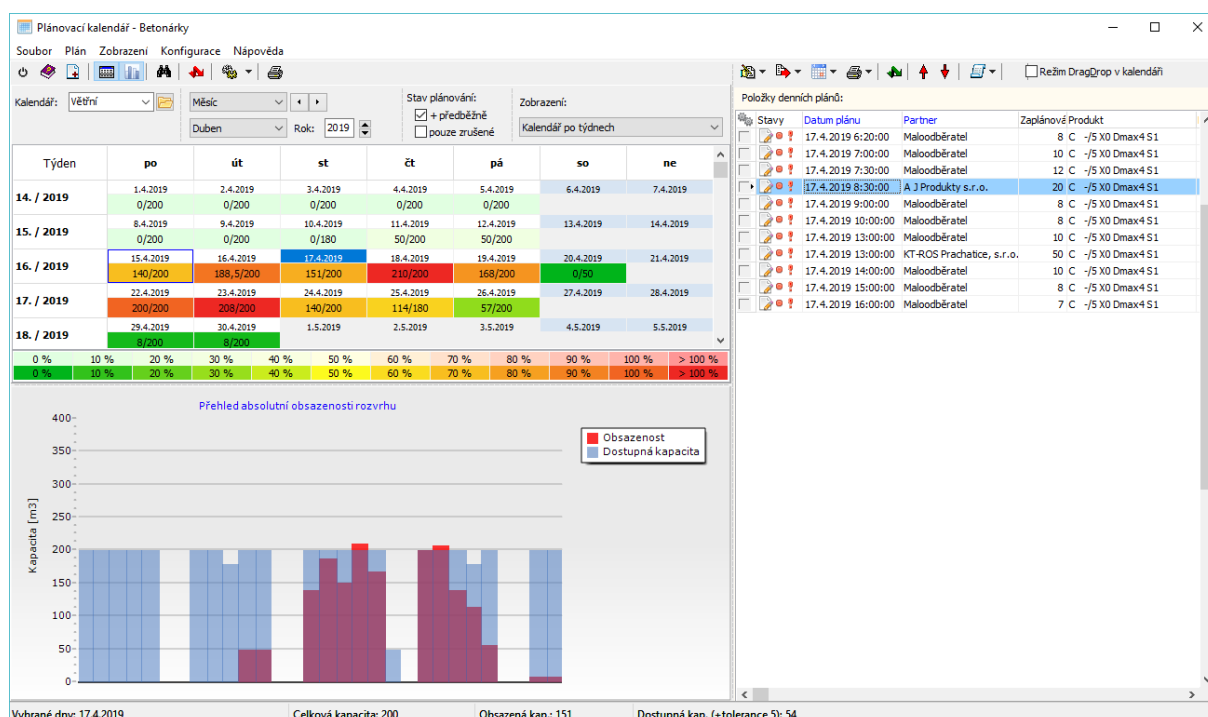 Plánovací kalendář - Betonárky
Soubor Plán Zobrazení Konfigurace Nápověda
Kalendář: Větřní
Měsíc
Duben Rok: 2019
Stav plánování:
+ předběžně
pouze zrušené
Zobrazení:
Kalendář po týdnech
Týden po út st čt pá so ne
1.4.2019 2.4.2019 3.4.2019 4.4.2019 5.4.2019 6.4.2019 7.4.2019
14. / 2019
0/200 0/200 0/200 0/200 0/200
8.4.2019 9.4.2019 10.4.2019 11.4.2019 12.4.2019 13.4.2019 14.4.2019
15. / 2019
0/200 0/200 0/180 50/200 50/200
15.4.2019 16.4.2019 17.4.2019 18.4.2019 19.4.2019 20.4.2019 21.4.2019
16. / 2019
140/200 188,5/200 151/200 210/200 168/200 0/50
22.4.2019 23.4.2019 24.4.2019 25.4.2019 26.4.2019 27.4.2019 28.4.2019
17. / 2019
200/200 208/200 140/200 114/180 57/200
29.4.2019 30.4.2019 1.5.2019 2.5.2019 3.5.2019 4.5.2019 5.5.2019
18. / 2019
8/200 8/200
0 % 10 % 20 % 30 % 40 % 50 % 60 % 70 % 80 % 90 % 100 % > 100 %
0 % 10 % 20 % 30 % 40 % 50 % 60 % 70 % 80 % 90 % 100 % > 100 %
Přehled absolutní obsazenosti rozvrhu
Obsazenost
Dostupná kapacita
Kapacita [m3]
400
350
300
250
200
150
100
50
0
Režim DragDrop v kalendáři
Položky denních plánů:
Stavy Datum plánu Partner Zaplánové Produkt
17.4.2019 6:20:00 Maloodběratel 8 C -/5 X0 Dmax4 S1
17.4.2019 7:00:00 Maloodběratel 10 C -/5 X0 Dmax4 S1
17.4.2019 7:30:00 Maloodběratel 12 C -/5 X0 Dmax4 S1
17.4.2019 8:30:00 A J Produkty s.r.o. 20 C -/5 X0 Dmax4 S1
17.4.2019 9:00:00 Maloodběratel 8 C -/5 X0 Dmax4 S1
17.4.2019 10:00:00 Maloodběratel 8 C -/5 X0 Dmax4 S1
17.4.2019 13:00:00 Maloodběratel 10 C -/5 X0 Dmax4 S1
17.4.2019 13:00:00 KT-ROS Prachatice, s.r.o. 50 C -/5 X0 Dmax4 S1
17.4.2019 14:00:00 Maloodběratel 10 C -/5 X0 Dmax4 S1
17.4.2019 15:00:00 Maloodběratel 8 C -/5 X0 Dmax4 S1
17.4.2019 16:00:00 Maloodběratel 7 C -/5 X0 Dmax4 S1
Vybrané dny: 17.4.2019 Celková kapacita: 200 Obsazená kap.: 151 Dostupná kap. (+tolerance 5): 54